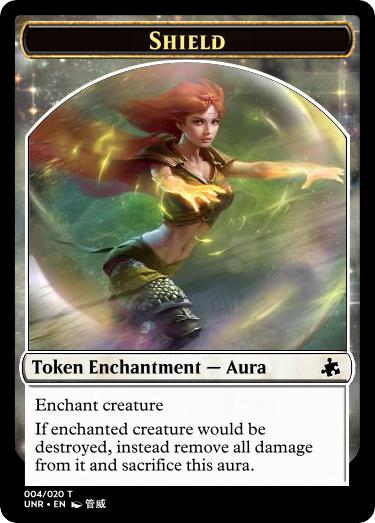 Shield
Token Enchantment — Aura
Enchant creature
If enchanted creature would be
destroyed, instead remove all damage
from it and sacrifice this aura.
004/020 T
UNR • EN 管威